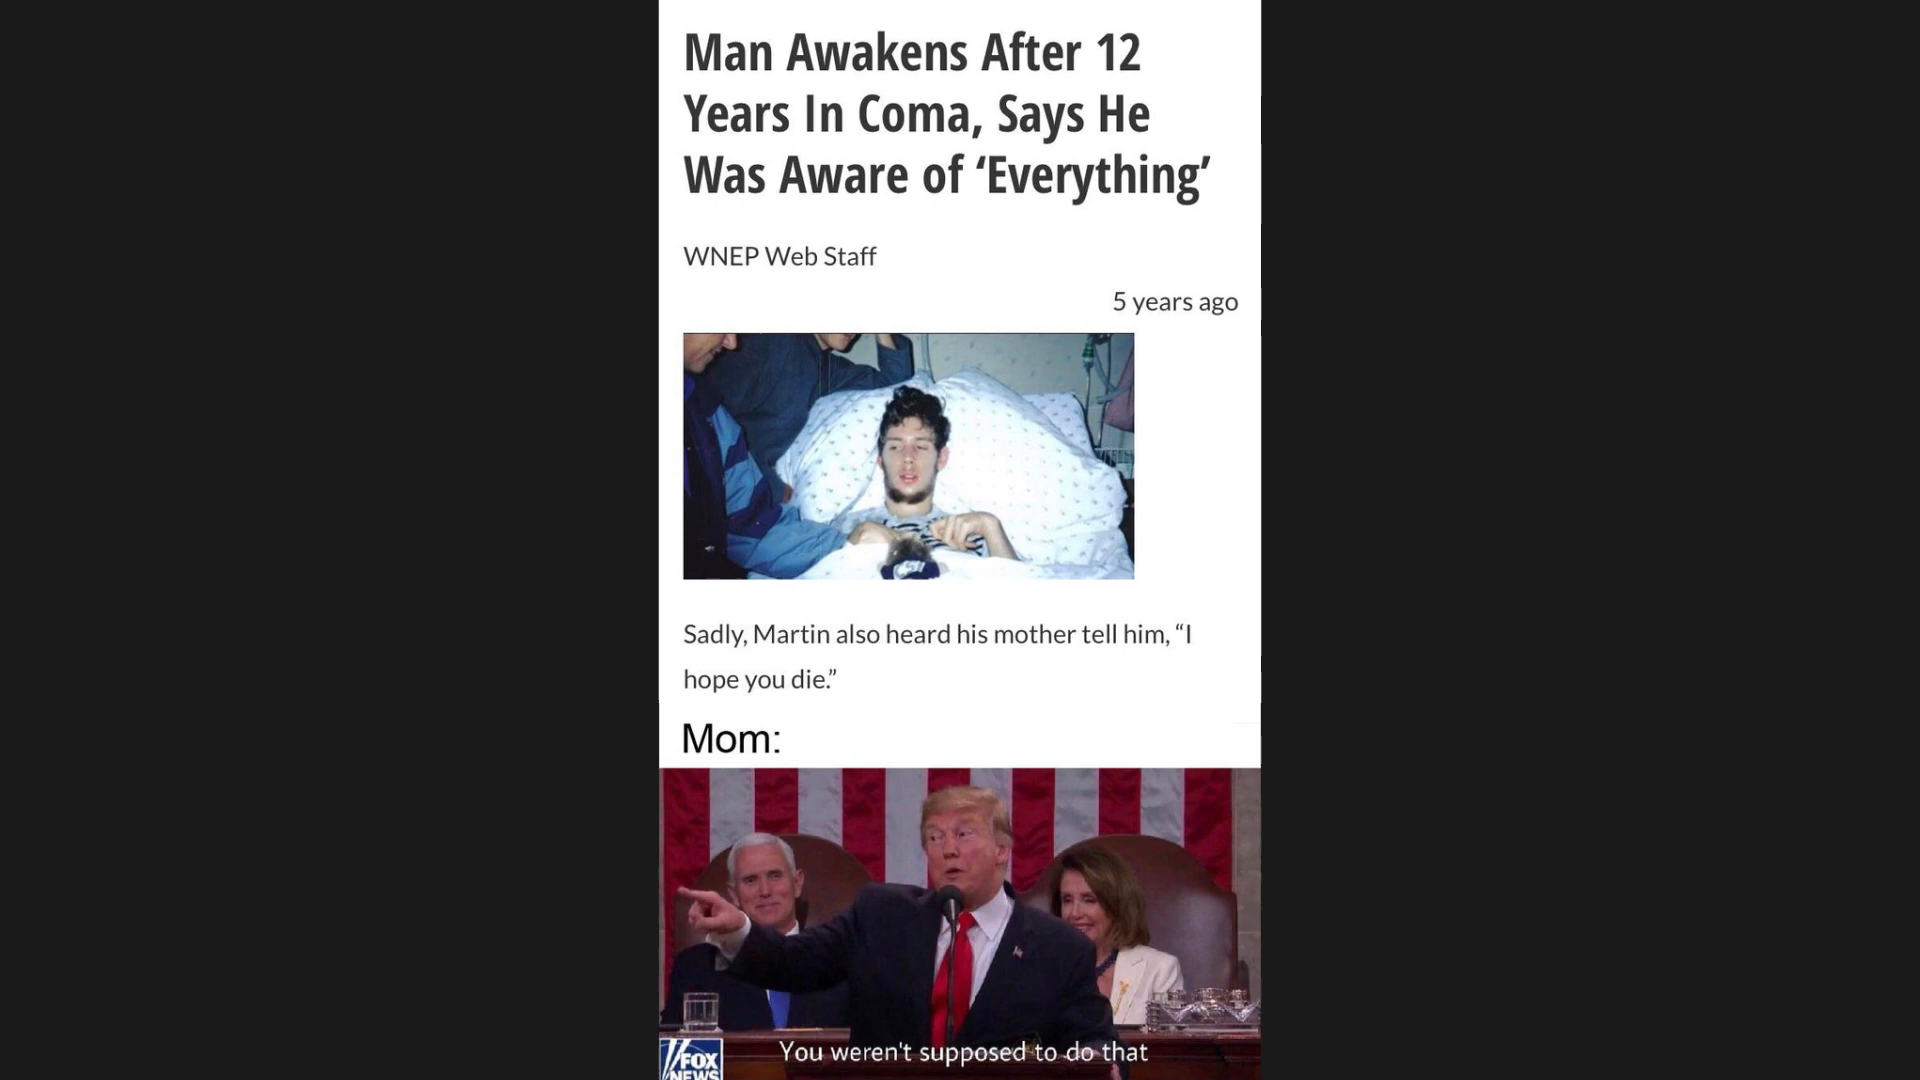 Man Awakens After 12
Years In Coma, Says He
Was Aware of ‘Everything’
WNEP Web Staff
5 years ago
Sadly, Martin also heard his mother tell him, “I
hope you die.”
Mom:
You weren't supposed to do that
FOX
NEWS